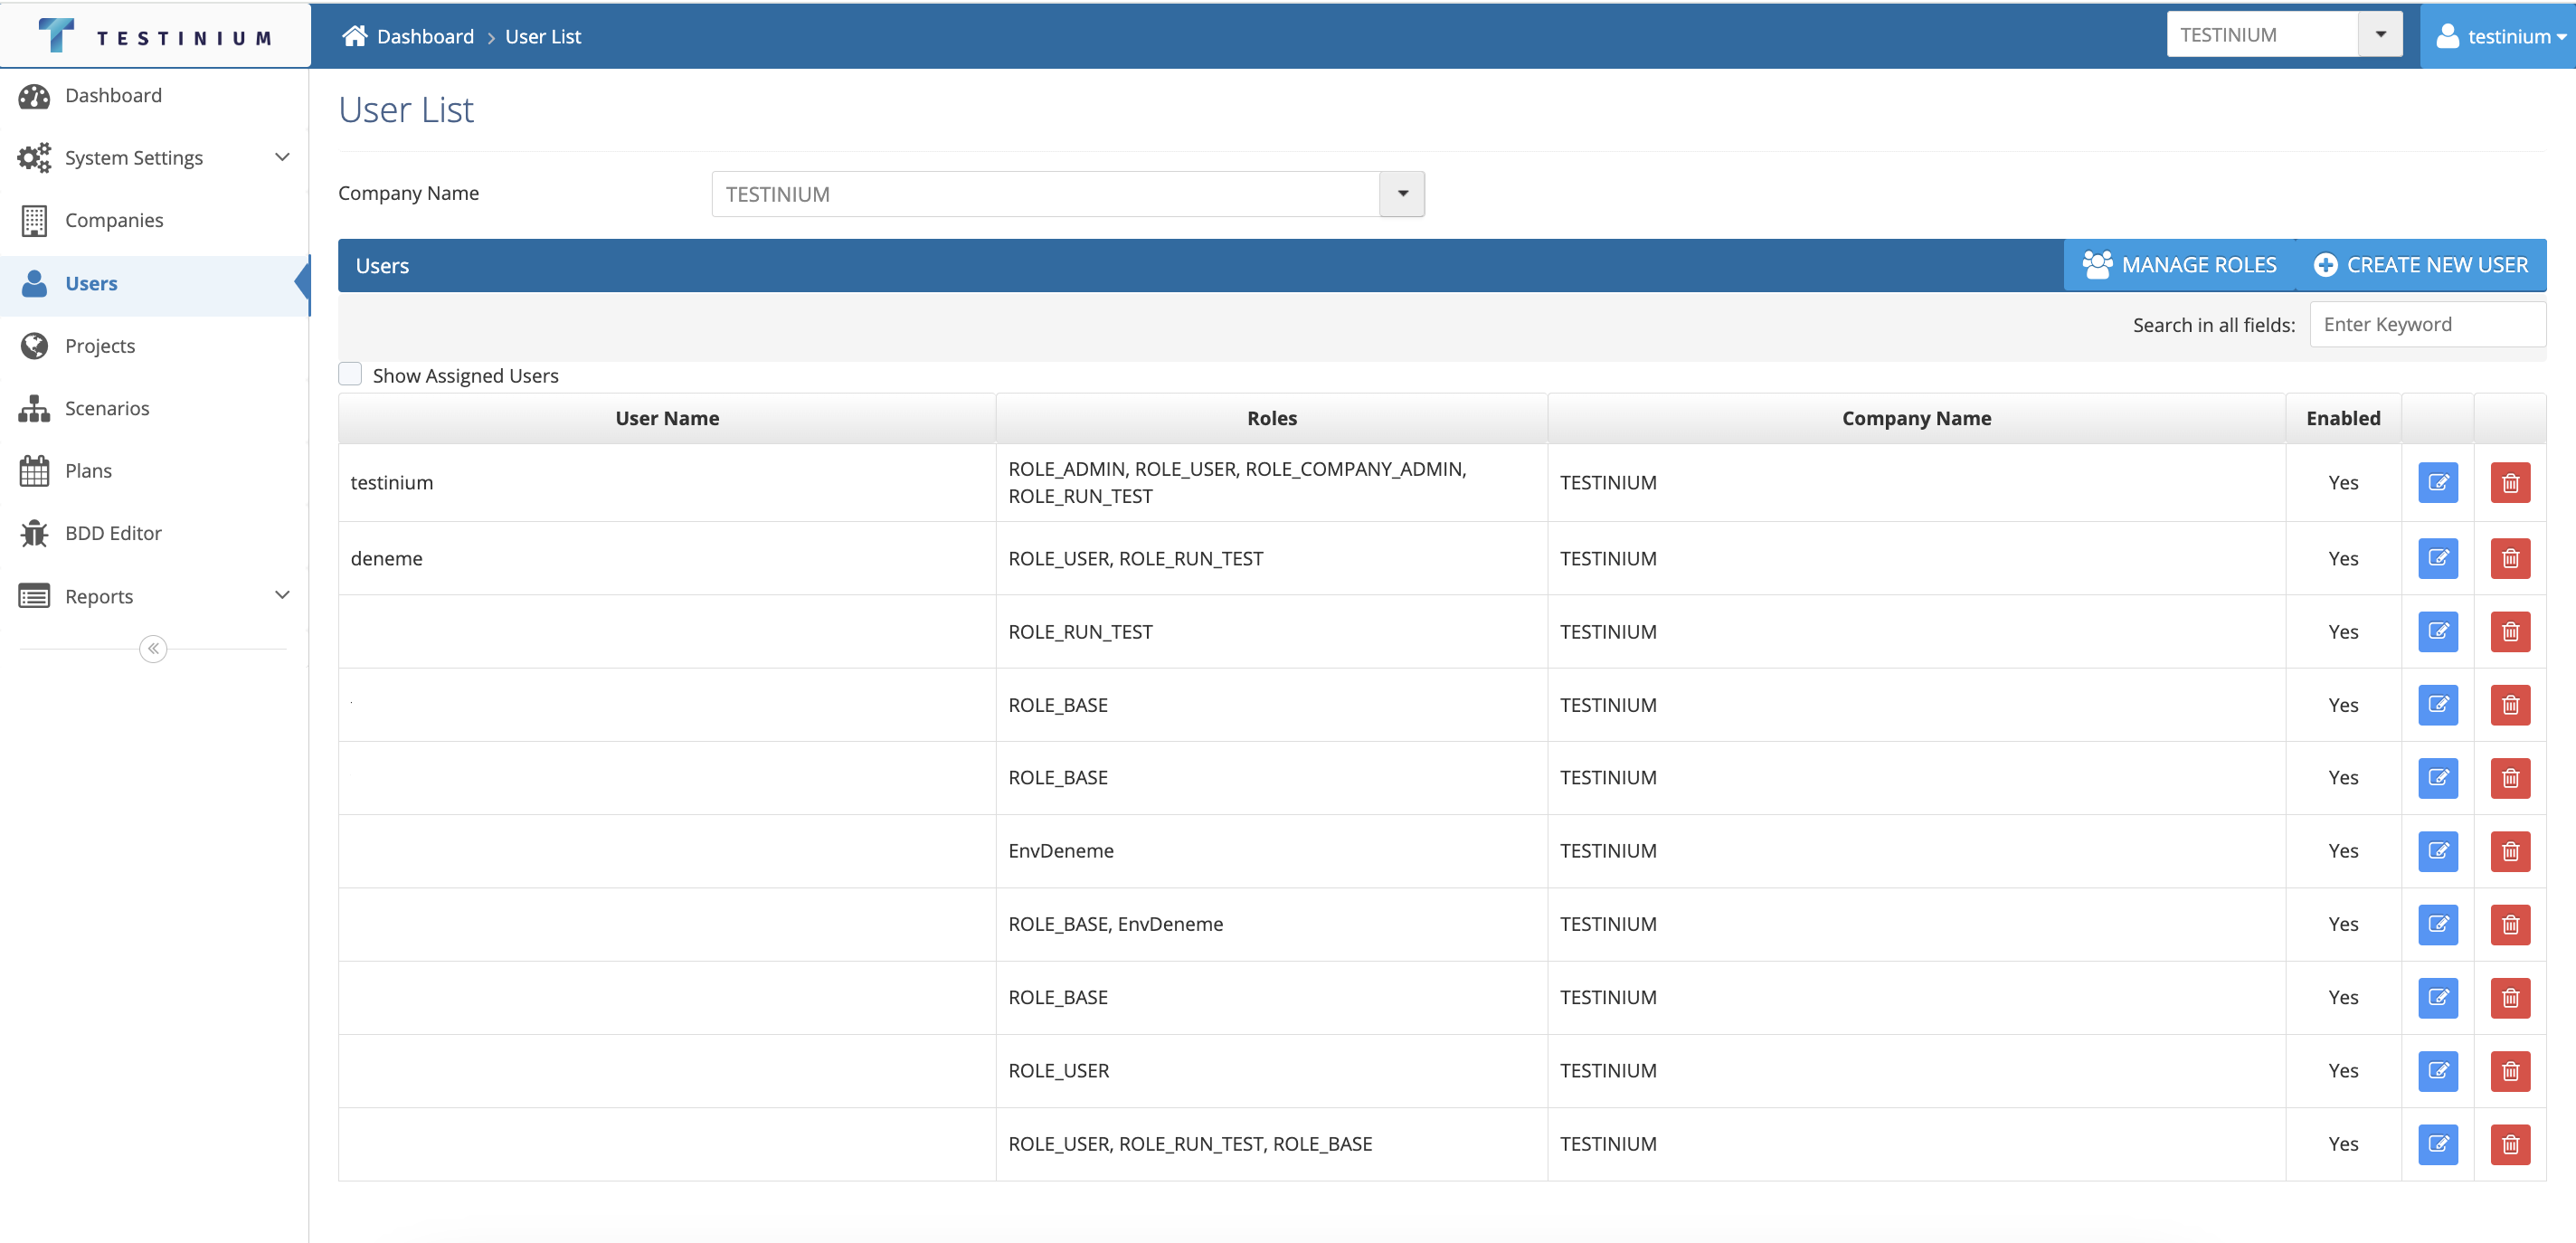 TESTINIUM
Dashboard > User List
TESTINIUM
testinium
Dashboard
System Settings
Companies
Users
Projects
Scenarios
Plans
BDD Editor
Reports
User List
Company Name
TESTINIUM
Users
MANAGE ROLES
CREATE NEW USER
Search in all fields:
Enter Keyword
Show Assigned Users
User Name Roles Company Name Enabled
testinium ROLE_ADMIN, ROLE_USER, ROLE_COMPANY_ADMIN, ROLE_RUN_TEST TESTINIUM Yes
deneme ROLE_USER, ROLE_RUN_TEST TESTINIUM Yes
ROLE_RUN_TEST TESTINIUM Yes
ROLE_BASE TESTINIUM Yes
ROLE_BASE TESTINIUM Yes
EnvDeneme TESTINIUM Yes
ROLE_BASE, EnvDeneme TESTINIUM Yes
ROLE_BASE TESTINIUM Yes
ROLE_USER TESTINIUM Yes
ROLE_USER, ROLE_RUN_TEST, ROLE_BASE TESTINIUM Yes